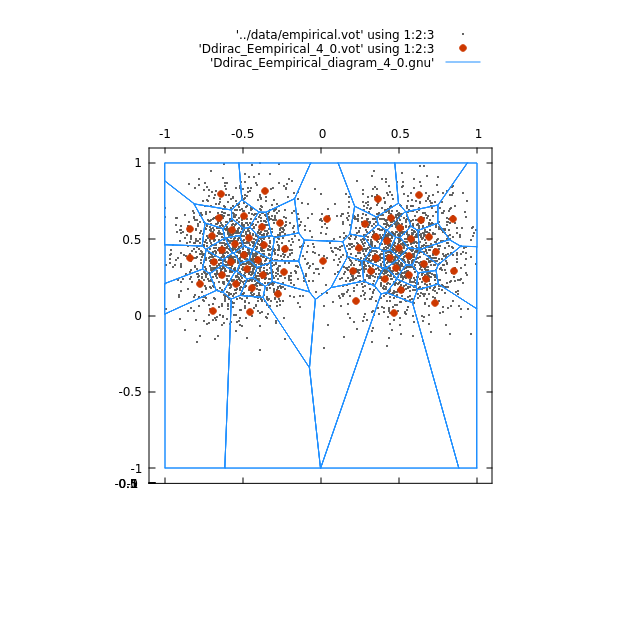 '../data/empirical.vot' using 1:2:3
'Ddirac_Eempirical_4_0.vot' using 1:2:3
'Ddirac_Eempirical_diagram_4_0.gnu'
-1 -0.5 0 0.5 1
1
0.5
0
-0.5
-1